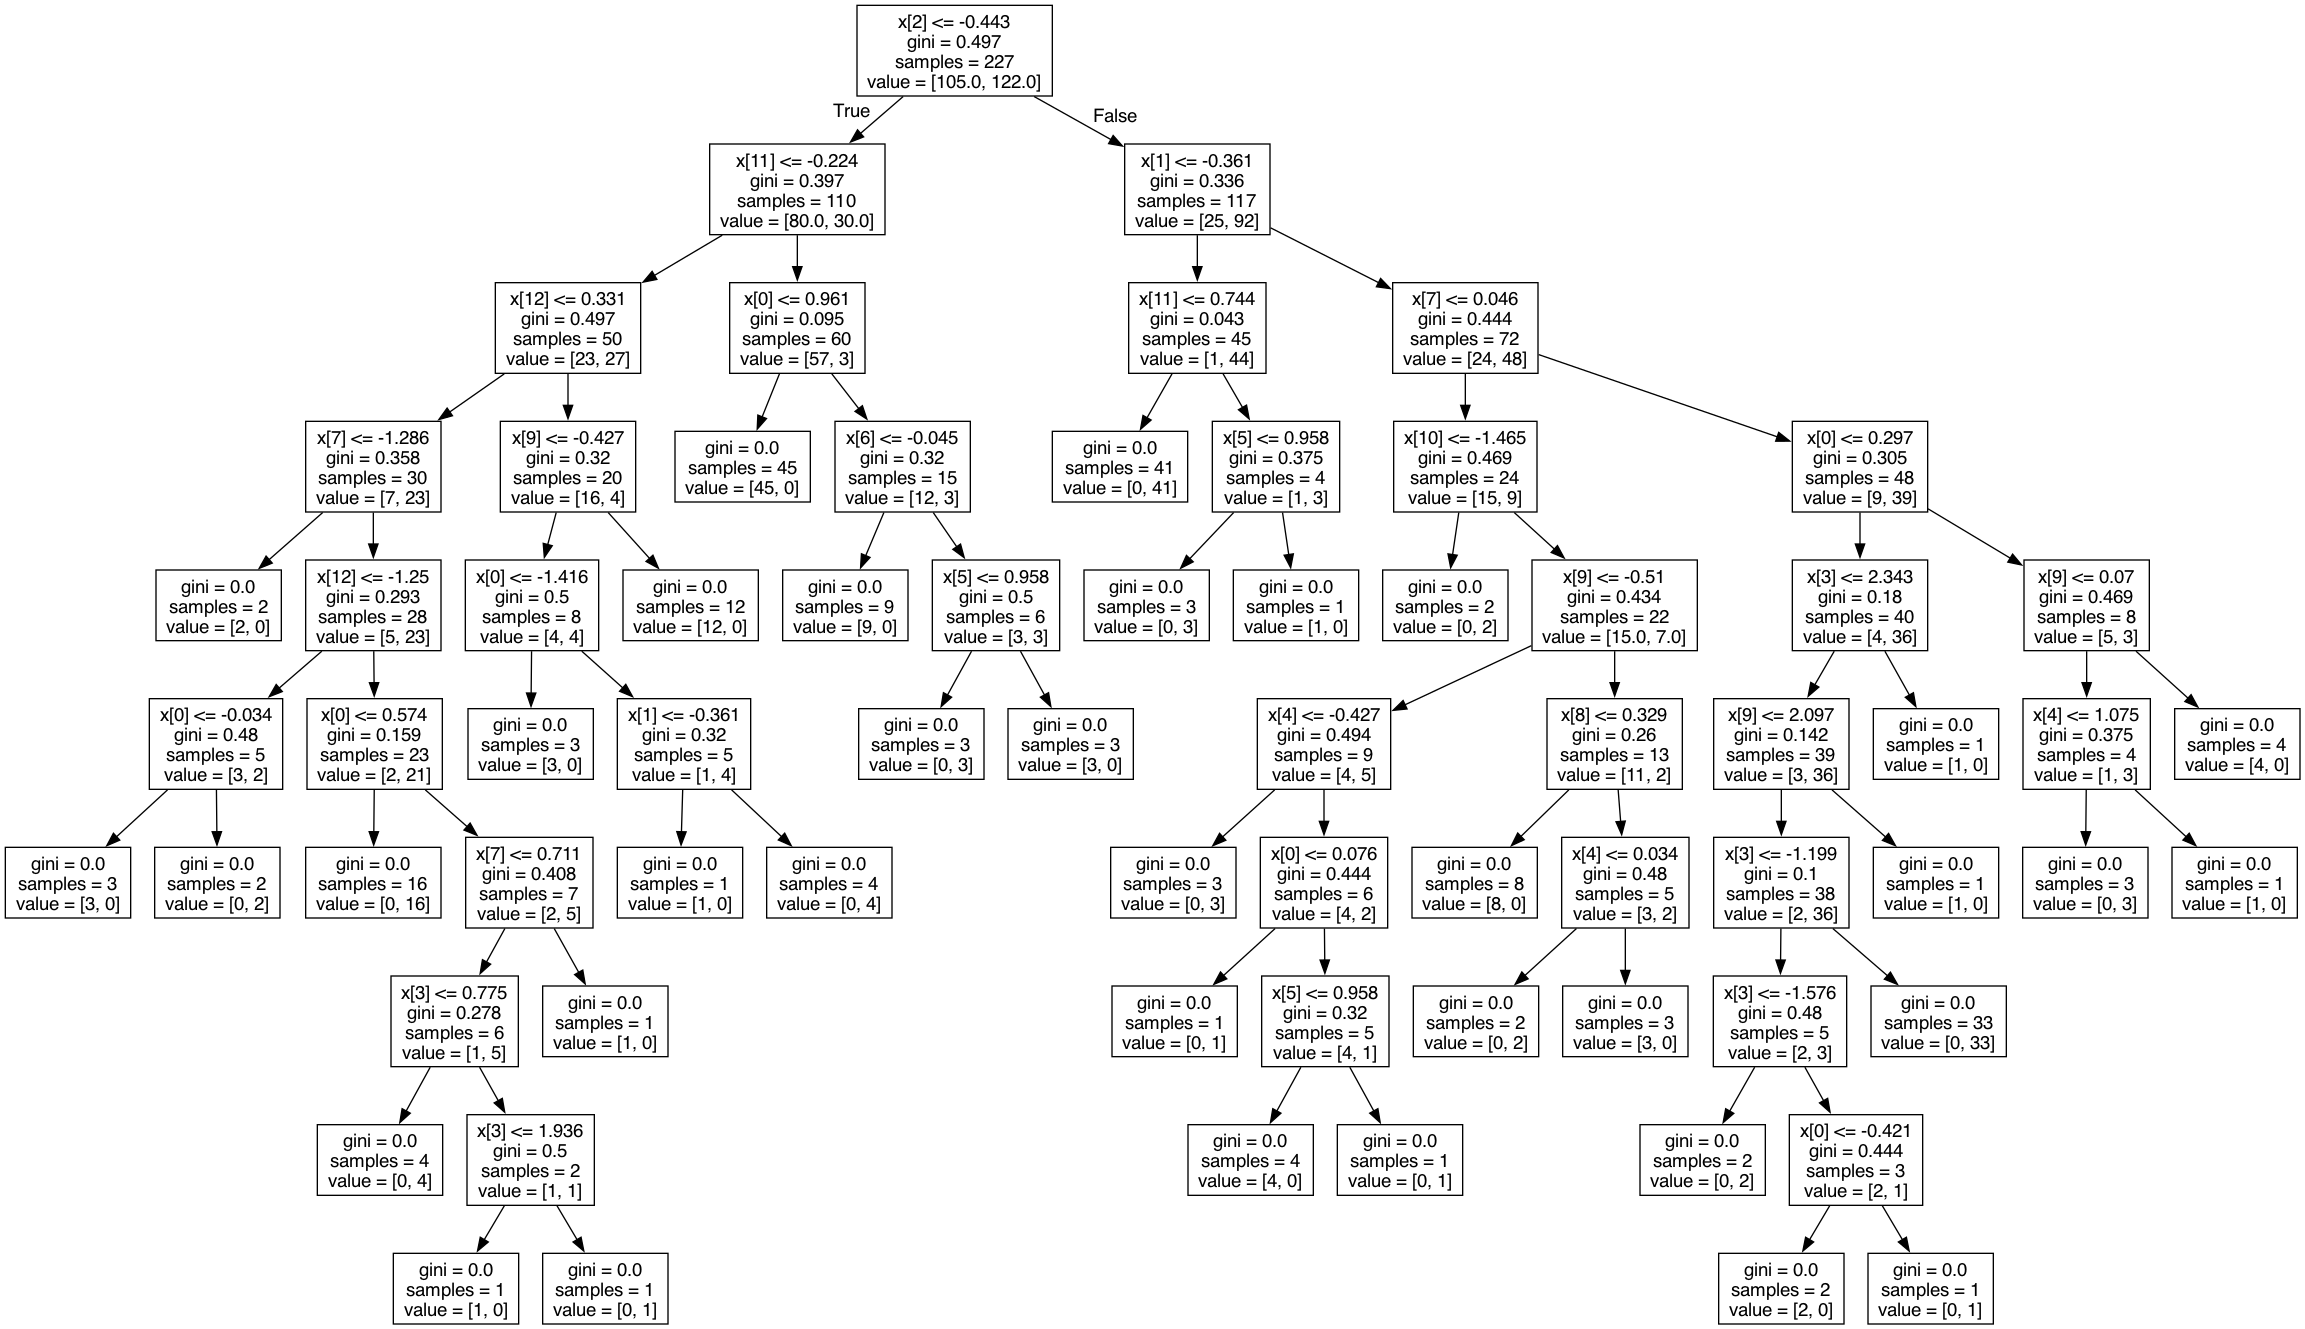 x[2] <= -0.443
gini = 0.497
samples = 227
value = [105.0, 122.0]
True
False
x[11] <= -0.224
gini = 0.397
samples = 110
value = [80.0, 30.0]
x[1] <= -0.361
gini = 0.336
samples = 117
value = [25, 92]
x[12] <= 0.331
gini = 0.497
samples = 50
value = [23, 27]
x[0] <= 0.961
gini = 0.095
samples = 60
value = [57, 3]
x[11] <= 0.744
gini = 0.043
samples = 45
value = [1, 44]
x[7] <= 0.046
gini = 0.444
samples = 72
value = [24, 48]
x[7] <= -1.286
gini = 0.358
samples = 30
value = [7, 23]
x[9] <= -0.427
gini = 0.32
samples = 20
value = [16, 4]
gini = 0.0
samples = 45
value = [45, 0]
x[6] <= -0.045
gini = 0.32
samples = 15
value = [12, 3]
gini = 0.0
samples = 41
value = [0, 41]
x[5] <= 0.958
gini = 0.375
samples = 4
value = [1, 3]
x[10] <= -1.465
gini = 0.469
samples = 24
value = [15, 9]
x[0] <= 0.297
gini = 0.305
samples = 48
value = [9, 39]
gini = 0.0
samples = 2
value = [2, 0]
x[12] <= -1.25
gini = 0.293
samples = 28
value = [5, 23]
x[0] <= -1.416
gini = 0.5
samples = 8
value = [4, 4]
gini = 0.0
samples = 12
value = [12, 0]
gini = 0.0
samples = 9
value = [9, 0]
x[5] <= 0.958
gini = 0.5
samples = 6
value = [3, 3]
gini = 0.0
samples = 3
value = [0, 3]
gini = 0.0
samples = 1
value = [1, 0]
gini = 0.0
samples = 2
value = [0, 2]
x[9] <= -0.51
gini = 0.434
samples = 22
value = [15.0, 7.0]
x[3] <= 2.343
gini = 0.18
samples = 40
value = [4, 36]
x[9] <= 0.07
gini = 0.469
samples = 8
value = [5, 3]
x[0] <= -0.034
gini = 0.48
samples = 5
value = [3, 2]
x[0] <= 0.574
gini = 0.159
samples = 23
value = [2, 21]
gini = 0.0
samples = 3
value = [3, 0]
x[1] <= -0.361
gini = 0.32
samples = 5
value = [1, 4]
gini = 0.0
samples = 3
value = [0, 3]
gini = 0.0
samples = 3
value = [3, 0]
x[4] <= -0.427
gini = 0.494
samples = 9
value = [4, 5]
x[8] <= 0.329
gini = 0.26
samples = 13
value = [11, 2]
x[9] <= 2.097
gini = 0.142
samples = 39
value = [3, 36]
gini = 0.0
samples = 1
value = [1, 0]
x[4] <= 1.075
gini = 0.375
samples = 4
value = [1, 3]
gini = 0.0
samples = 4
value = [4, 0]
gini = 0.0
samples = 3
value = [3, 0]
gini = 0.0
samples = 2
value = [0, 2]
gini = 0.0
samples = 16
value = [0, 16]
x[7] <= 0.711
gini = 0.408
samples = 7
value = [2, 5]
gini = 0.0
samples = 1
value = [1, 0]
gini = 0.0
samples = 4
value = [0, 4]
gini = 0.0
samples = 3
value = [0, 3]
x[0] <= 0.076
gini = 0.444
samples = 6
value = [4, 2]
gini = 0.0
samples = 8
value = [8, 0]
x[4] <= 0.034
gini = 0.48
samples = 5
value = [3, 2]
x[3] <= -1.199
gini = 0.1
samples = 38
value = [2, 36]
gini = 0.0
samples = 1
value = [1, 0]
gini = 0.0
samples = 3
value = [0, 3]
gini = 0.0
samples = 1
value = [1, 0]
x[3] <= 0.775
gini = 0.278
samples = 6
value = [1, 5]
gini = 0.0
samples = 1
value = [1, 0]
gini = 0.0
samples = 1
value = [0, 1]
x[5] <= 0.958
gini = 0.32
samples = 5
value = [4, 1]
gini = 0.0
samples = 2
value = [0, 2]
gini = 0.0
samples = 3
value = [3, 0]
x[3] <= -1.576
gini = 0.48
samples = 5
value = [2, 3]
gini = 0.0
samples = 33
value = [0, 33]
gini = 0.0
samples = 4
value = [0, 4]
x[3] <= 1.936
gini = 0.5
samples = 2
value = [1, 1]
gini = 0.0
samples = 4
value = [4, 0]
gini = 0.0
samples = 1
value = [0, 1]
gini = 0.0
samples = 2
value = [0, 2]
x[0] <= -0.421
gini = 0.444
samples = 3
value = [2, 1]
gini = 0.0
samples = 1
value = [1, 0]
gini = 0.0
samples = 1
value = [0, 1]
gini = 0.0
samples = 2
value = [2, 0]
gini = 0.0
samples = 1
value = [0, 1]